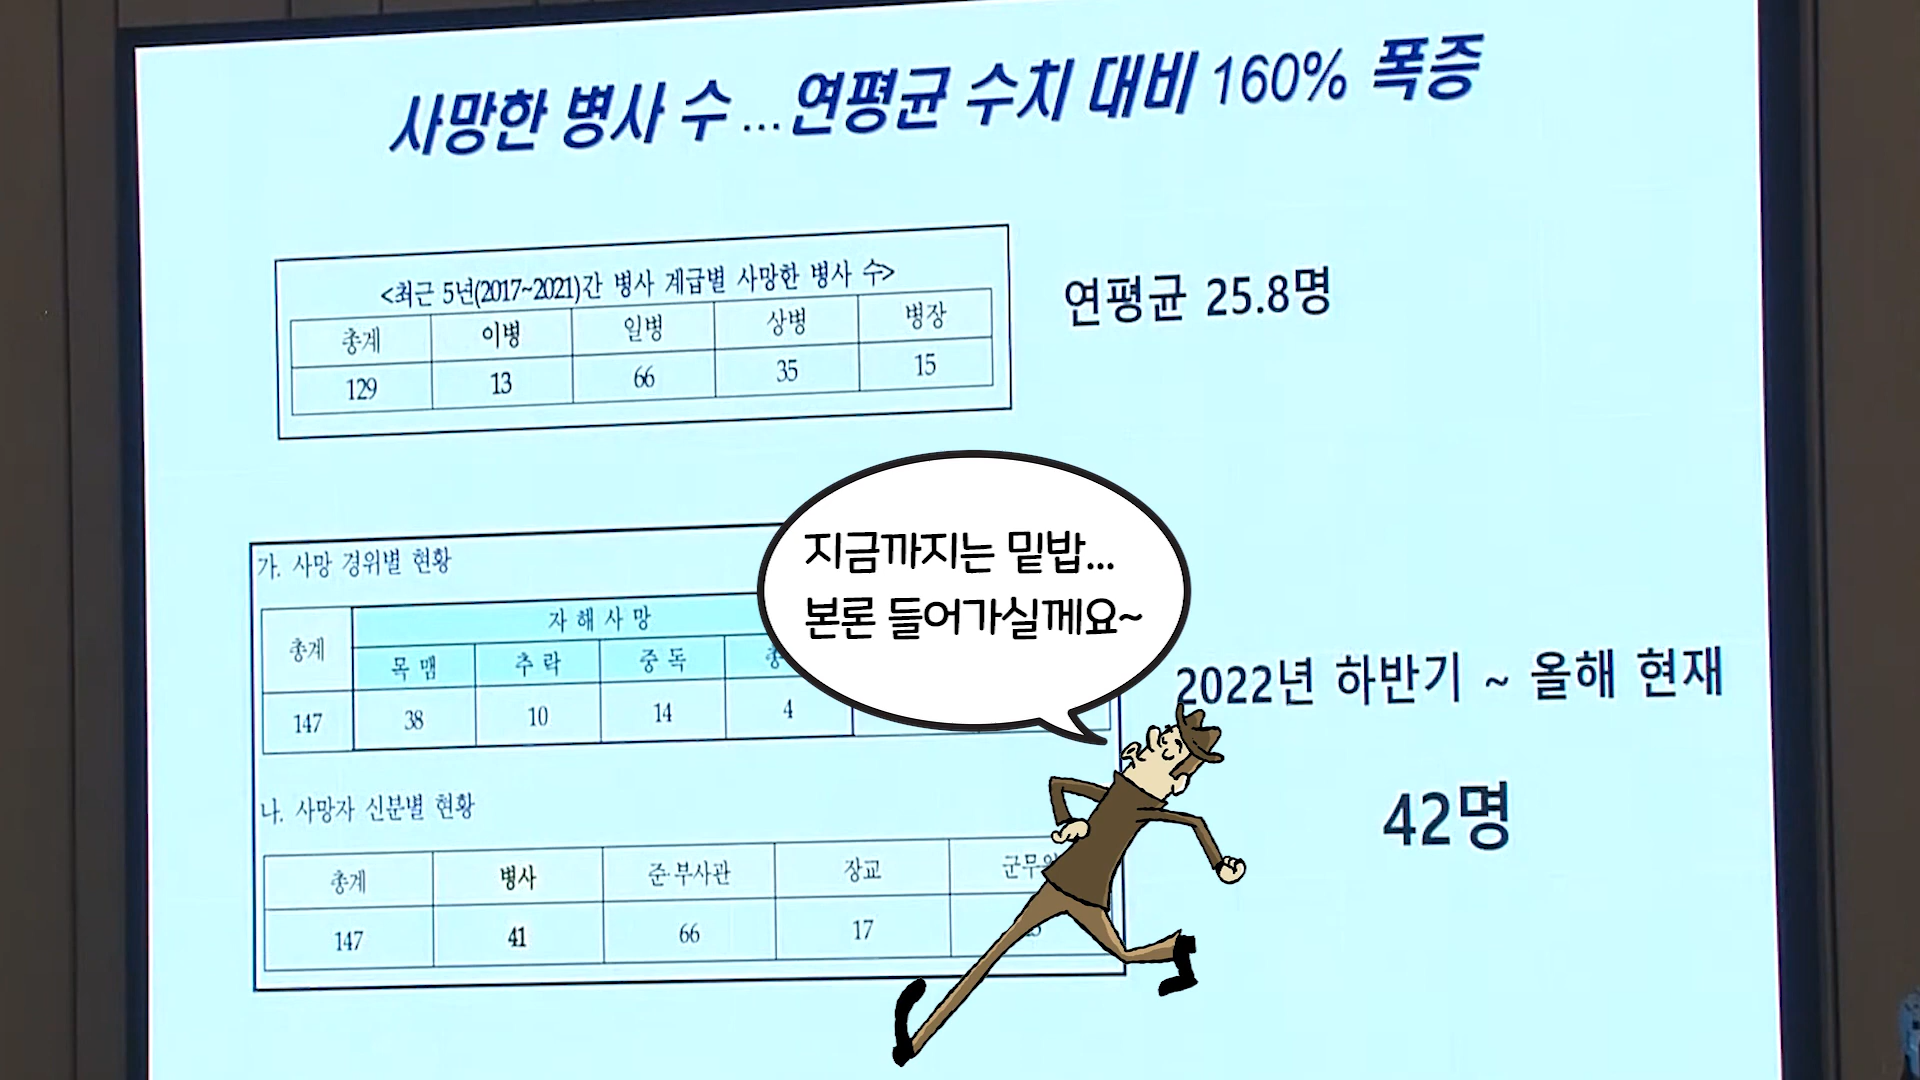 사망한 병사 수 ... 연평균 수치 대비 160% 폭증
<최근 5년(2017~2021)간 병사 계급별 사망한 병사 수>
총계 이병 일병 상병 병장
129 13 66 35 15
연평균 25.8명
지금까지는 밑밥...
본론 들어가실께요~
가. 사망 경위별 현황
총계 자해사망
목맴 추락 중독
147 38 10 14 4
2022년 하반기 ~ 올해 현재
42명
나. 사망자 신분별 현황
총계 병사 준·부사관 장교
147 41 66 17